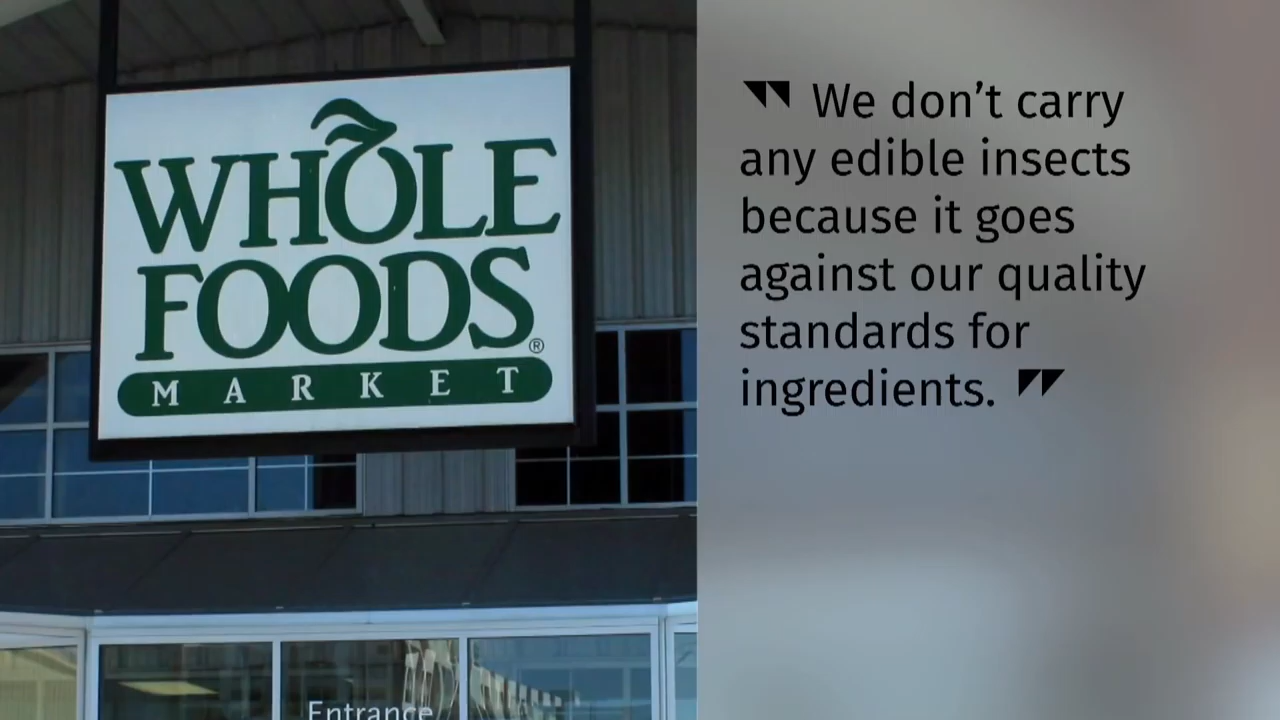 WHOLE
FOODS®
MARKET
Entrance
" We don't carry
any edible insects
because it goes
against our quality
standards for
ingredients. "